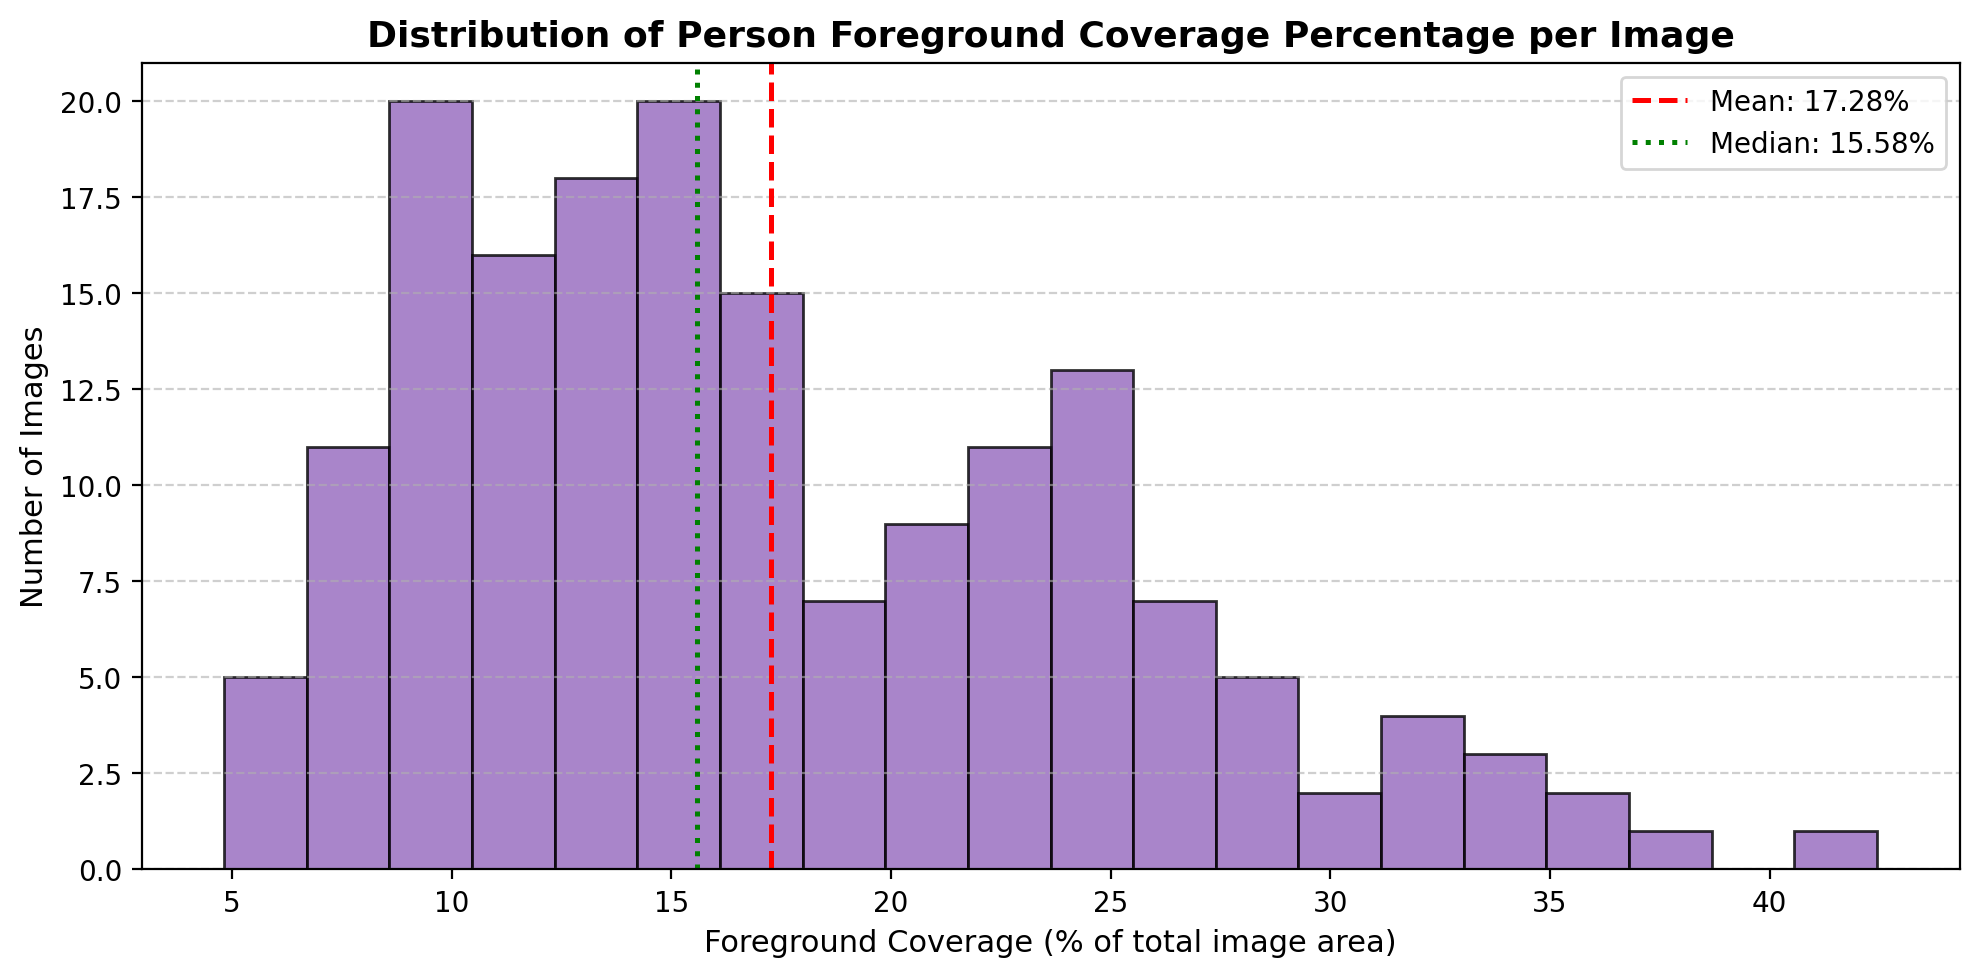 Distribution of Person Foreground Coverage Percentage per Image
Mean: 17.28%
Median: 15.58%
Number of Images
20.0
17.5
15.0
12.5
10.0
7.5
5.0
2.5
0.0
5 10 15 20 25 30 35 40
Foreground Coverage (% of total image area)